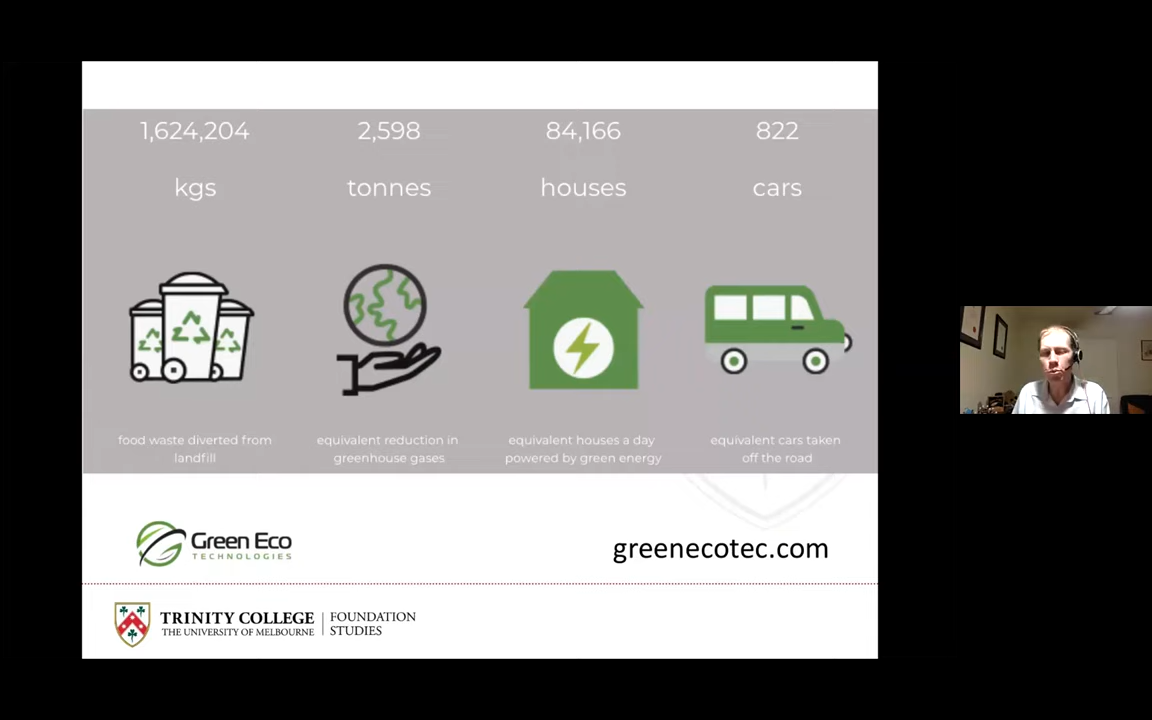 1,624,204
kgs
food waste diverted from
landfill
2,598
tonnes
equivalent reduction in
greenhouse gases
84,166
houses
equivalent houses a day
powered by green energy
822
cars
equivalent cars taken
off the road
Green Eco
TECHNOLOGIES
greenecotec.com
TRINITY COLLEGE
THE UNIVERSITY OF MELBOURNE
FOUNDATION
STUDIES